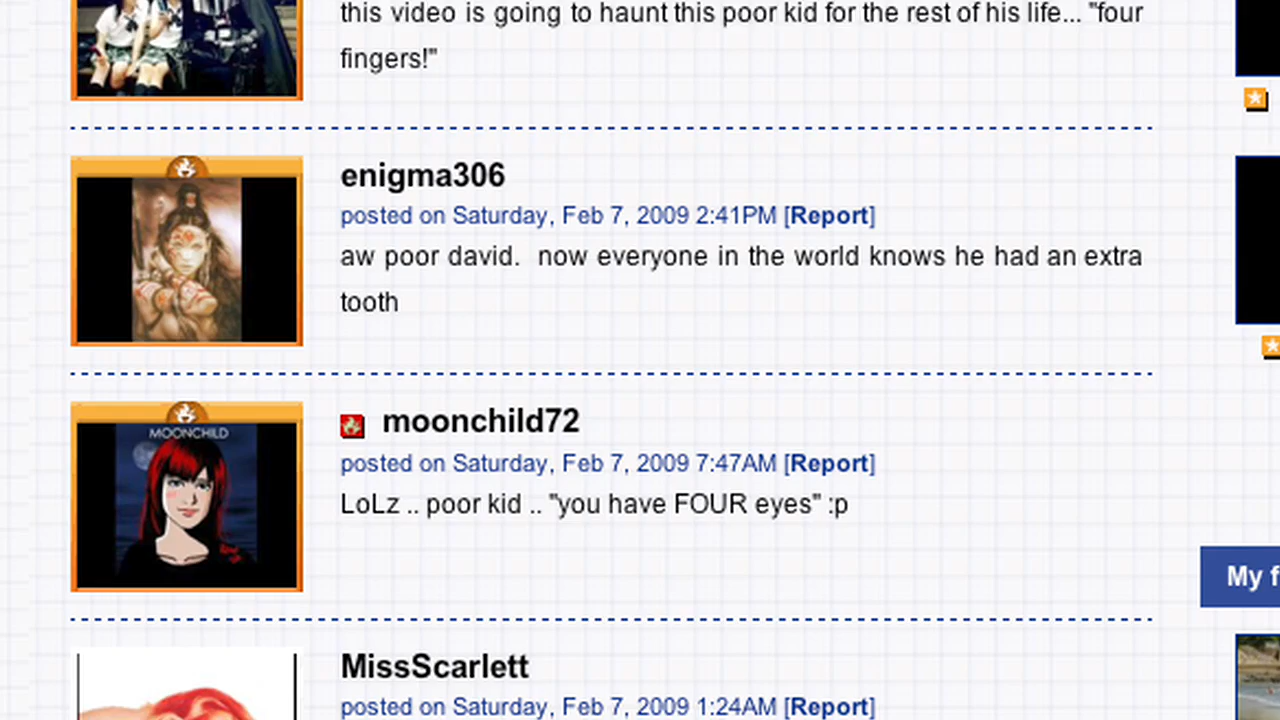 this video is going to haunt this poor kid for the rest of his life... "four
fingers!"
enigma306
posted on Saturday, Feb 7, 2009 2:41PM [Report]
aw poor david.  now everyone in the world knows he had an extra
tooth
MOONCHILD
moonchild72
posted on Saturday, Feb 7, 2009 7:47AM [Report]
LoLz .. poor kid .. "you have FOUR eyes" :p
My f
MissScarlett
posted on Saturday, Feb 7, 2009 1:24AM [Report]